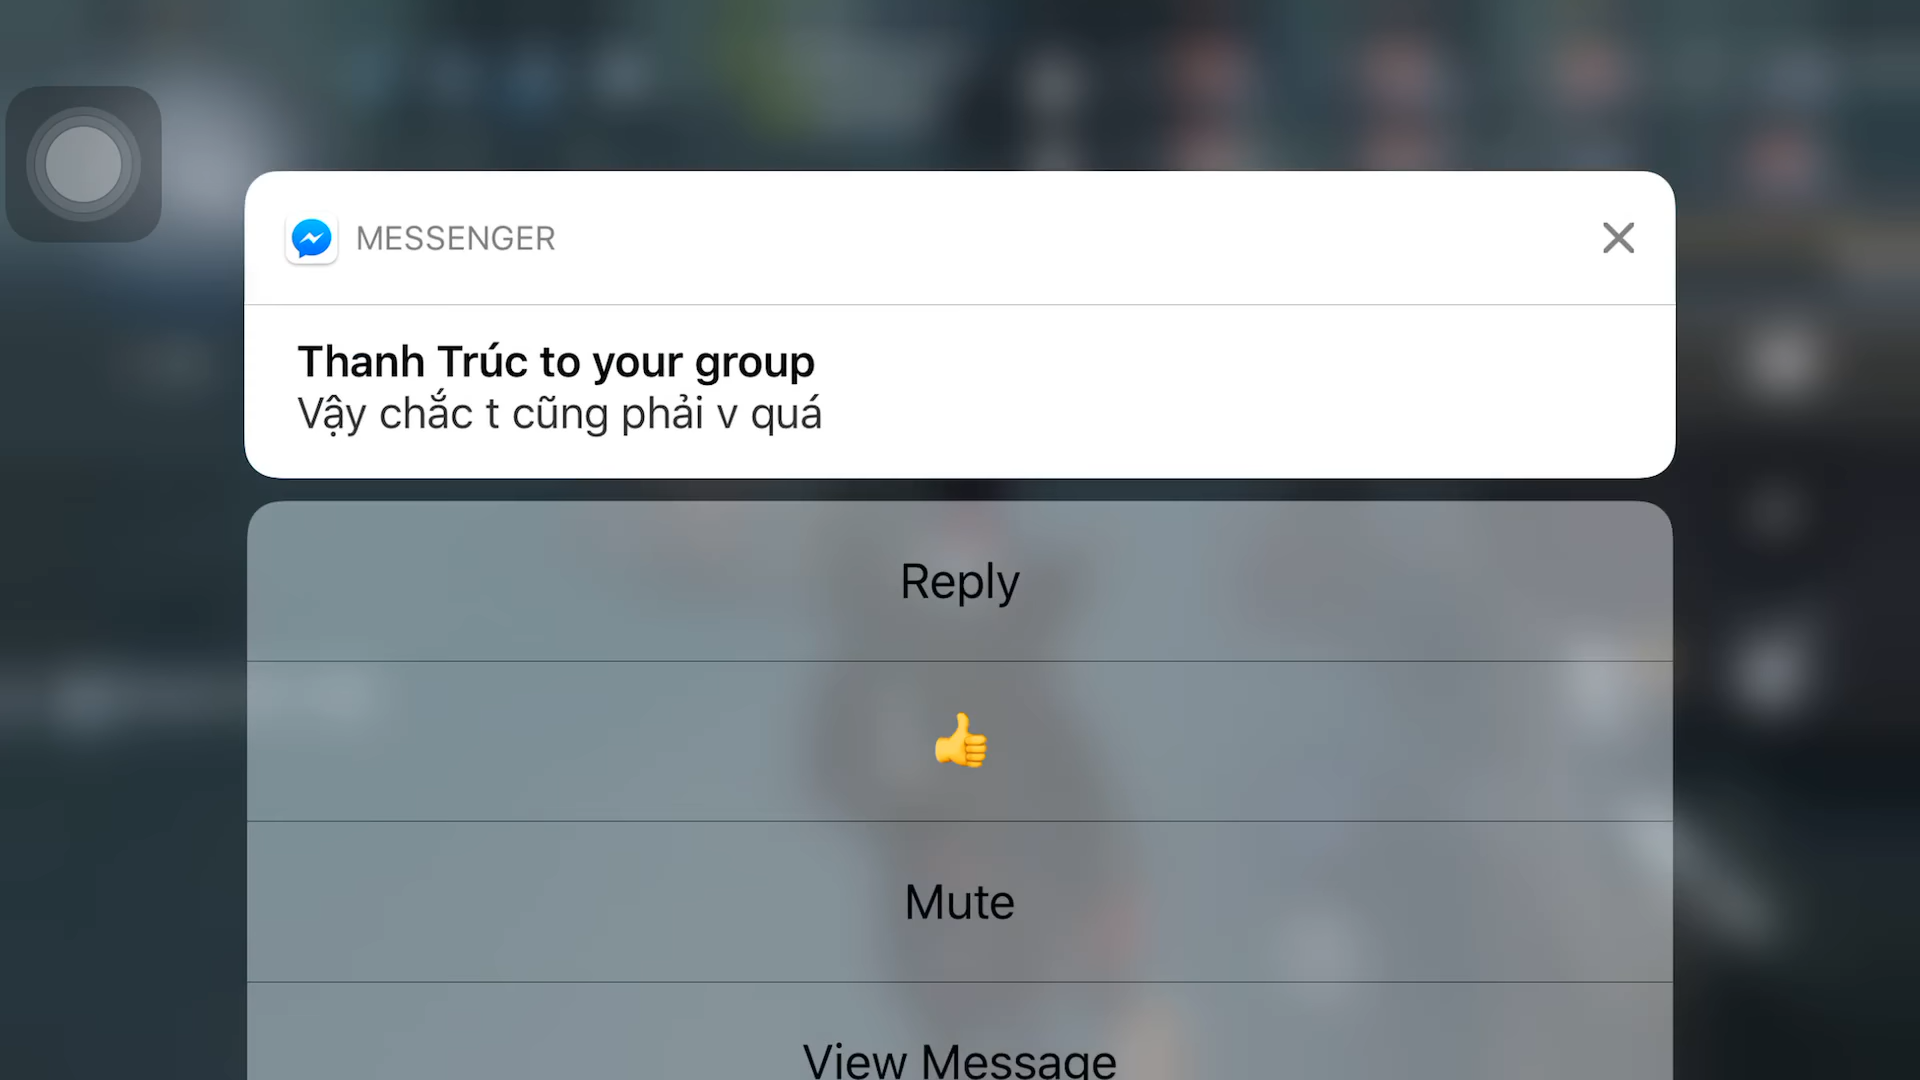 MESSENGER
Thanh Trúc to your group
Vậy chắc t cũng phải v quá
Reply
👍
Mute
View Message